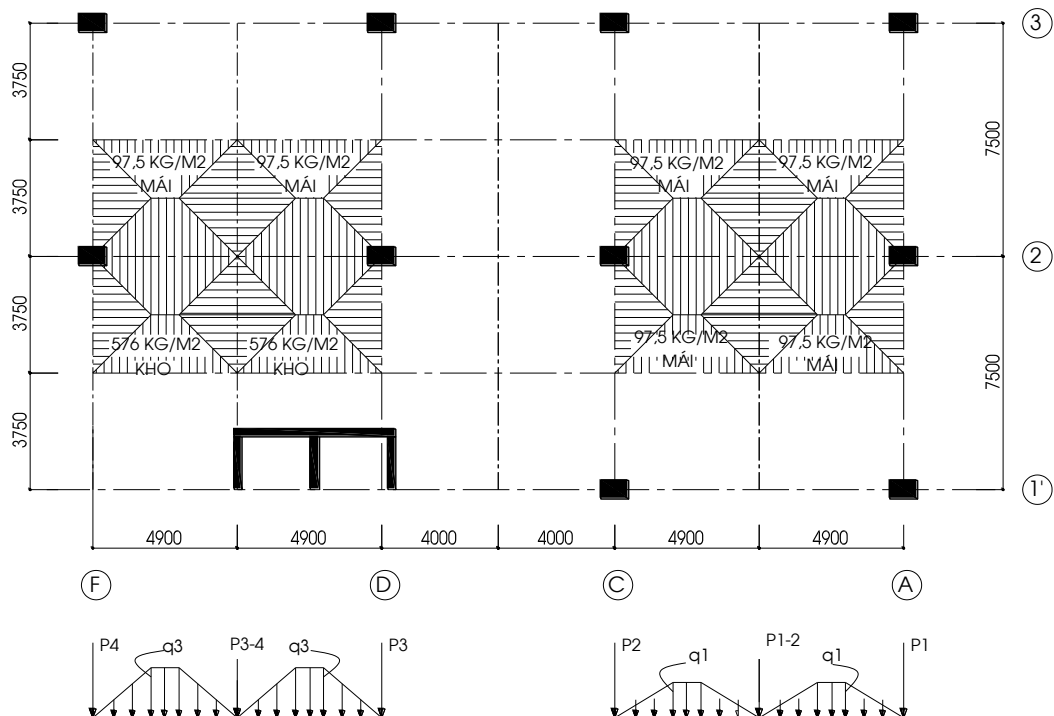 3
3750
3750
3750
3750
97,5 KG/M2
MÁI
97,5 KG/M2
MÁI
97,5 KG/M2
MÁI
97,5 KG/M2
MÁI
7500
2
576 KG/M2
KHO
576 KG/M2
KHO
97,5 KG/M2
MÁI
97,5 KG/M2
MÁI
7500
1'
4900 4900 4000 4000 4900 4900
F D C A
P4 q3 P3-4 q3 P3 P2 q1 P1-2 q1 P1